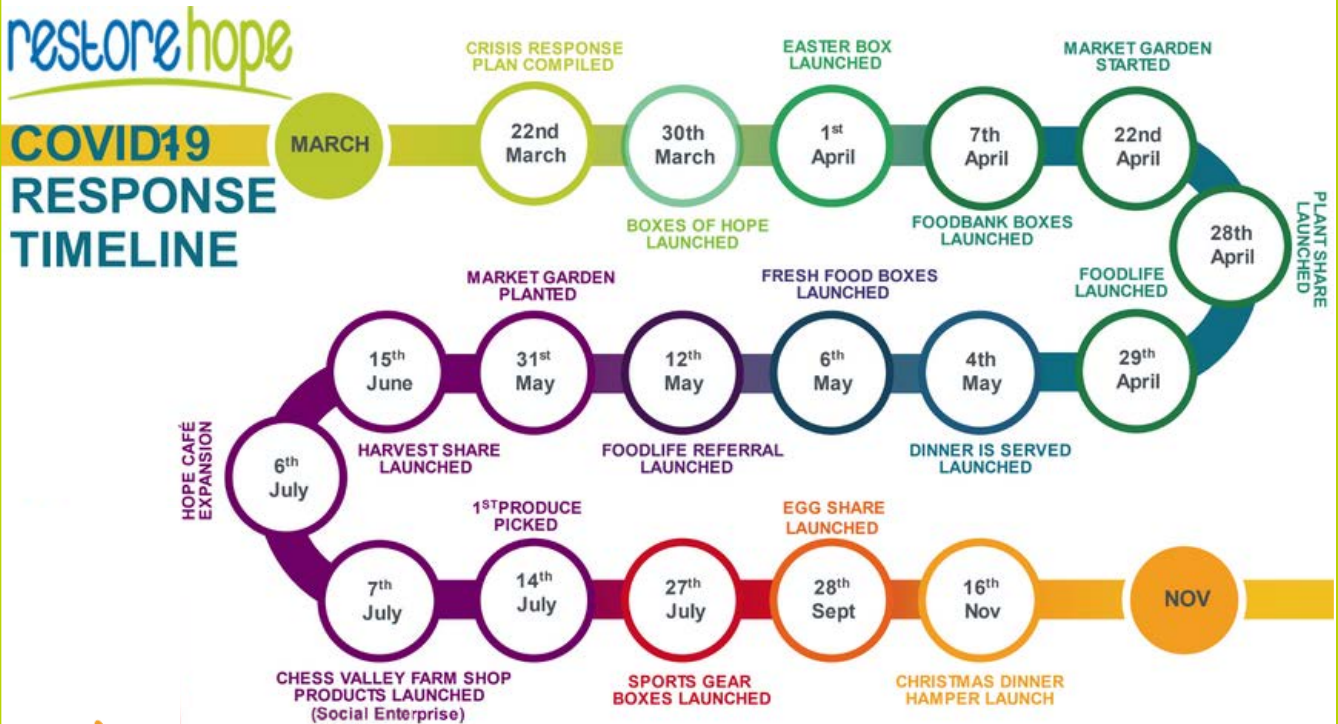 restorehope
COVID-19
RESPONSE
TIMELINE
MARCH
CRISIS RESPONSE
PLAN COMPILED
22nd
March
30th
March
BOXES OF HOPE
LAUNCHED
EASTER BOX
LAUNCHED
1st
April
7th
April
FOODBANK BOXES
LAUNCHED
MARKET GARDEN
STARTED
22nd
April
28th
April
PLANT SHARE
LAUNCHED
FOODLIFE
LAUNCHED
29th
April
4th
May
DINNER IS SERVED
LAUNCHED
FRESH FOOD BOXES
LAUNCHED
6th
May
12th
May
FOODLIFE REFERRAL
LAUNCHED
MARKET GARDEN
PLANTED
31st
May
15th
June
HARVEST SHARE
LAUNCHED
HOPE CAFÉ
EXPANSION
6th
July
7th
July
CHESS VALLEY FARM SHOP
PRODUCTS LAUNCHED
(Social Enterprise)
1ST PRODUCE
PICKED
14th
July
27th
July
SPORTS GEAR
BOXES LAUNCHED
EGG SHARE
LAUNCHED
28th
Sept
16th
Nov
CHRISTMAS DINNER
HAMPER LAUNCH
NOV